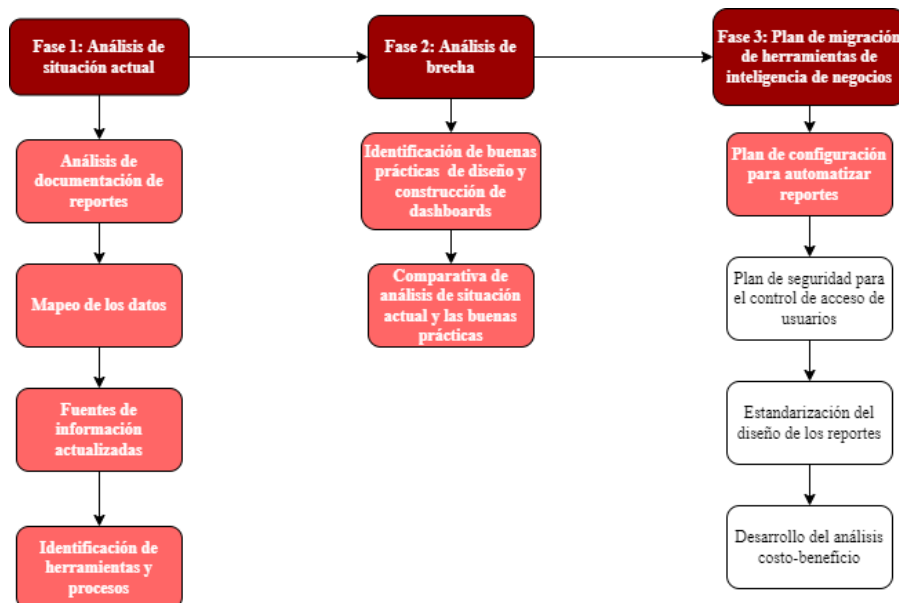 Fase 1: Análisis de
situación actual
Análisis de
documentación de
reportes
Mapeo de los datos
Fuentes de
información
actualizadas
Identificación de
herramientas y
procesos
Fase 2: Análisis de
brecha
Identificación de buenas
prácticas de diseño y
construcción de
dashboards
Comparativa de
análisis de situación
actual y las buenas
prácticas
Fase 3: Plan de migración
de herramientas de
inteligencia de negocios
Plan de configuración
para automatizar
reportes
Plan de seguridad para
el control de acceso de
usuarios
Estandarización del
diseño de los reportes
Desarrollo del análisis
costo-beneficio